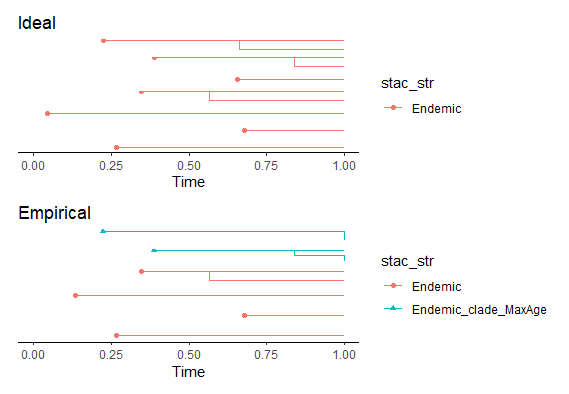 Ideal
stac_str
Endemic
0.00 0.25 0.50 0.75 1.00
Time
Empirical
stac_str
Endemic
Endemic_clade_MaxAge
0.00 0.25 0.50 0.75 1.00
Time